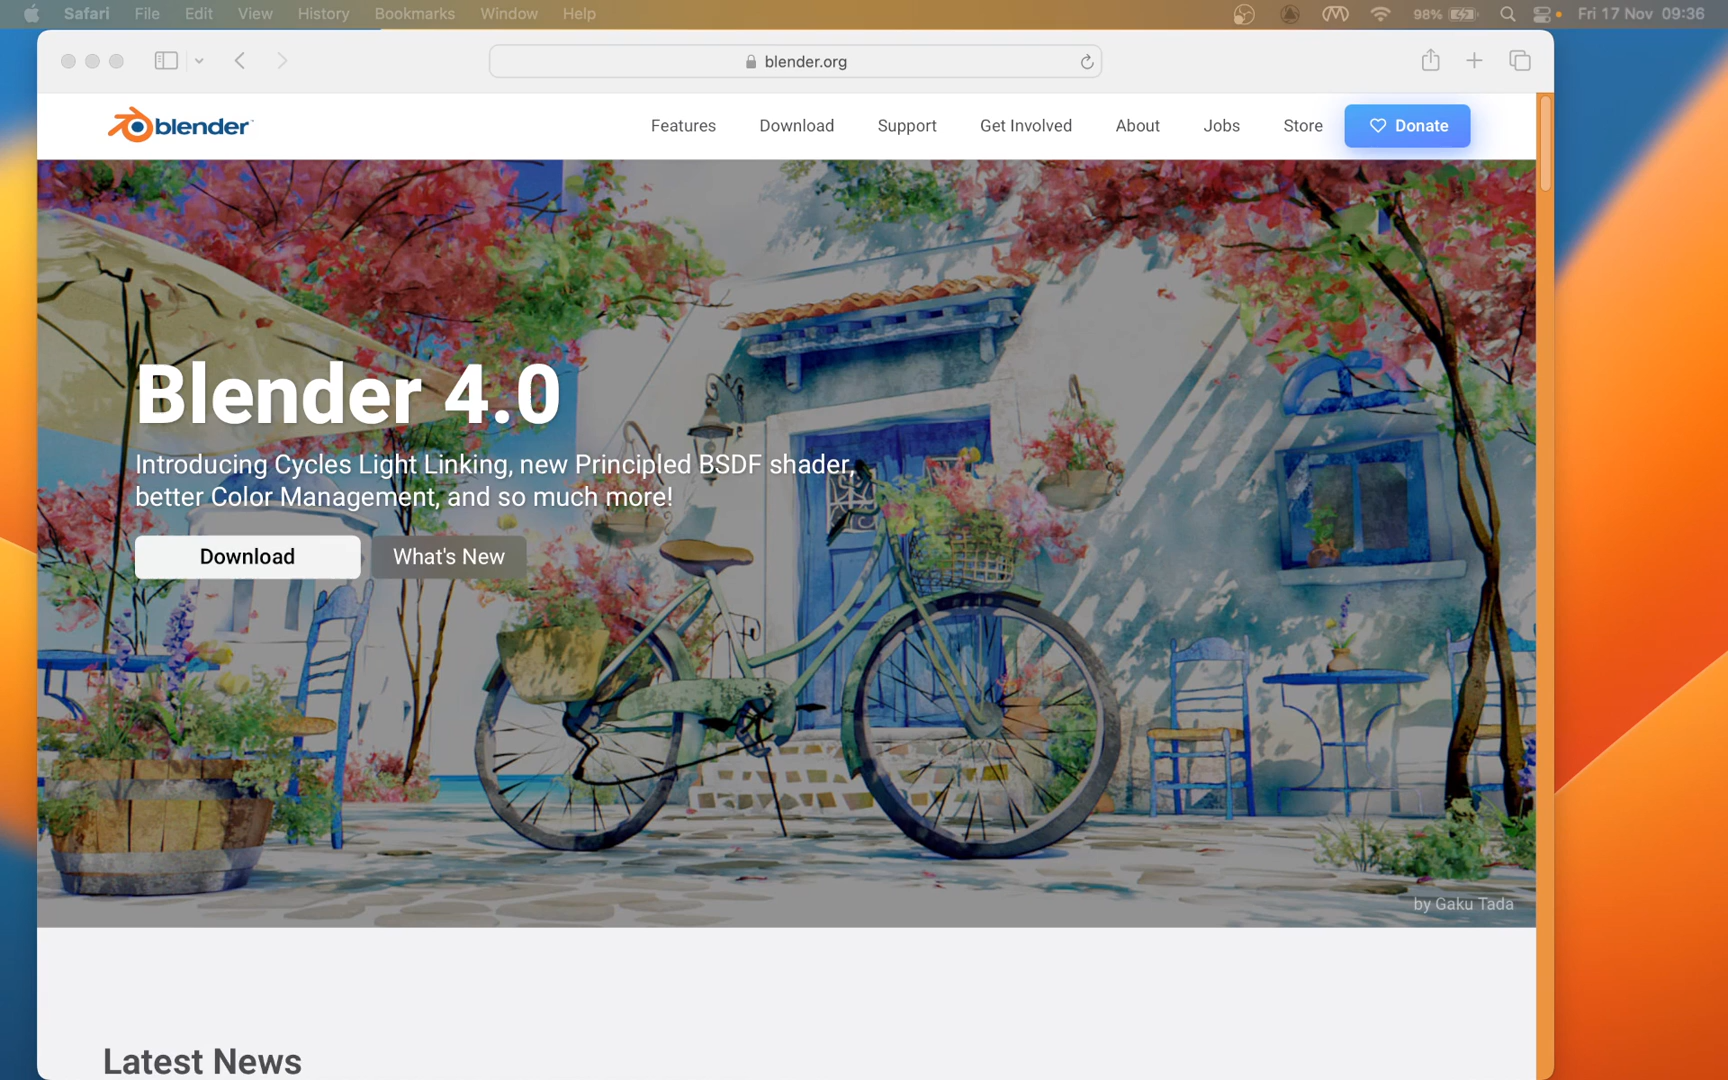 Safari File Edit View History Bookmarks Window Help 98% Fri 17 Nov 09:36
blender.org
blender
Features Download Support Get Involved About Jobs Store Donate
Blender 4.0
Introducing Cycles Light Linking, new Principled BSDF shader,
better Color Management, and so much more!
Download What's New
by Gaku Tada
Latest News